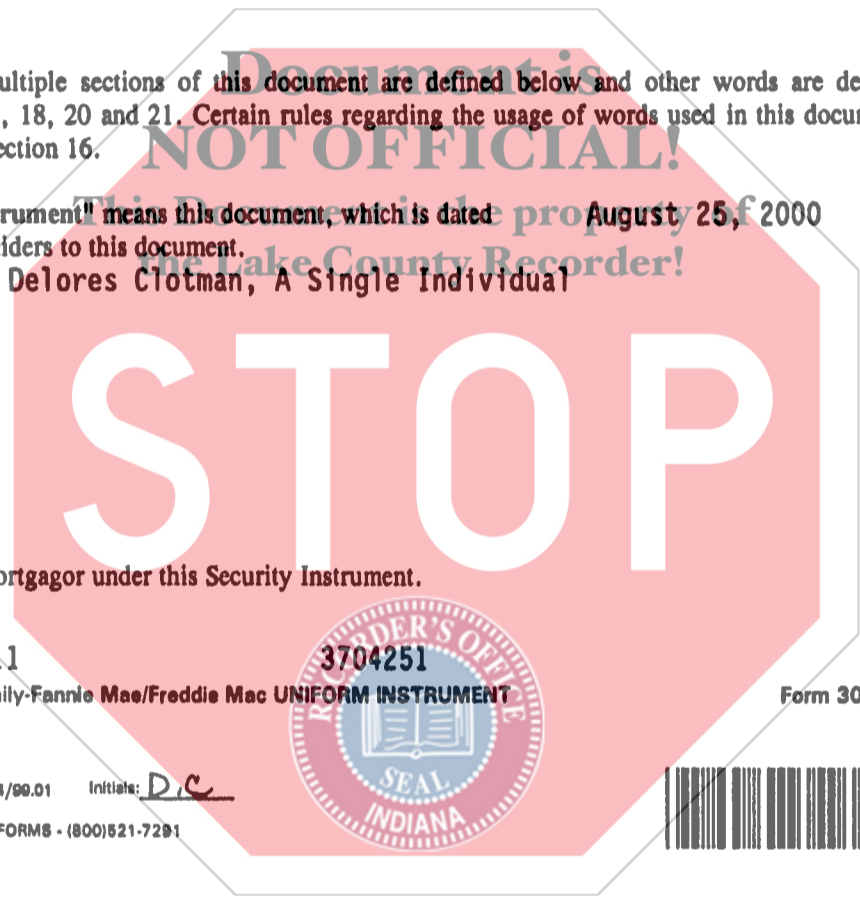 Document is
ultiple sections of this document are defined below and other words are de
, 18, 20 and 21. Certain rules regarding the usage of words used in this docu
NOT OFFICIAL!
ection 16.
This Document is the property of
rument" means this document, which is dated August 25, 2000
iders to this document.
the Lake County Recorder!
Delores Clotman, A Single Individual
STOP
ortgagor under this Security Instrument.
RECORDER'S OFFICE
1 3704251
ily-Fannie Mae/Freddie Mac UNIFORM INSTRUMENT Form 30
SEAL
/99.01 Initials: D.C
INDIANA
FORMS - (800)521-7291